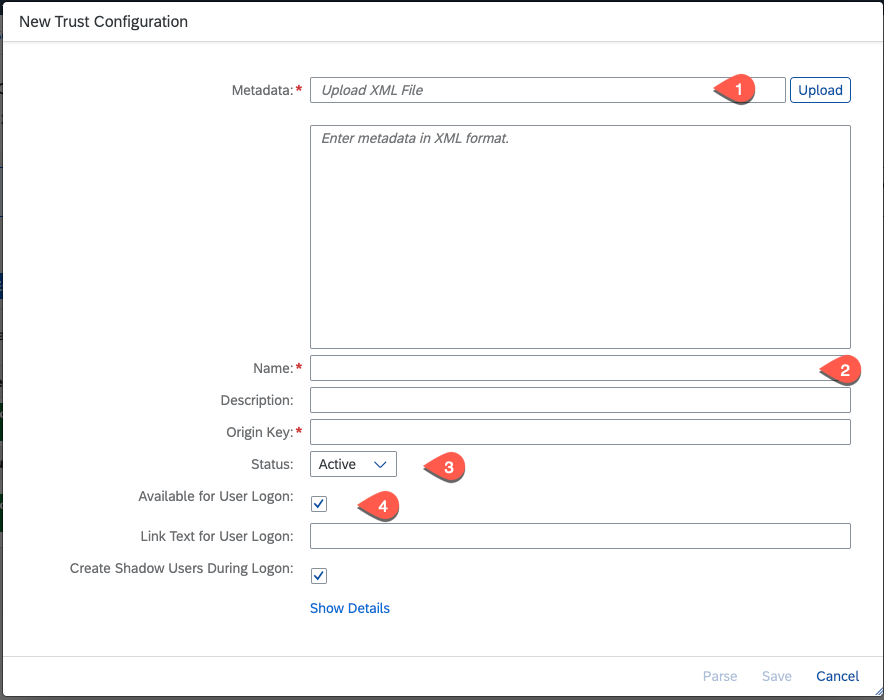 New Trust Configuration
Metadata:* Upload XML File 1 Upload
Enter metadata in XML format.
Name:* 2
Description:
Origin Key:*
Status: Active 3
Available for User Logon: 4
Link Text for User Logon:
Create Shadow Users During Logon:
Show Details
Parse Save Cancel